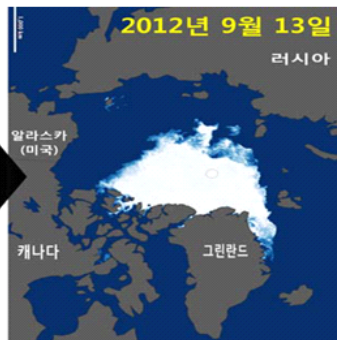 2012년 9월 13일
러시아
알라스카
(미국)
캐나다
그린란드